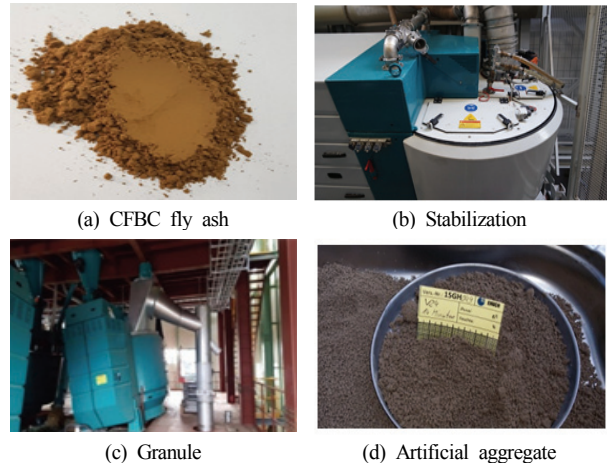 (a) CFBC fly ash
(b) Stabilization
(c) Granule
(d) Artificial aggregate